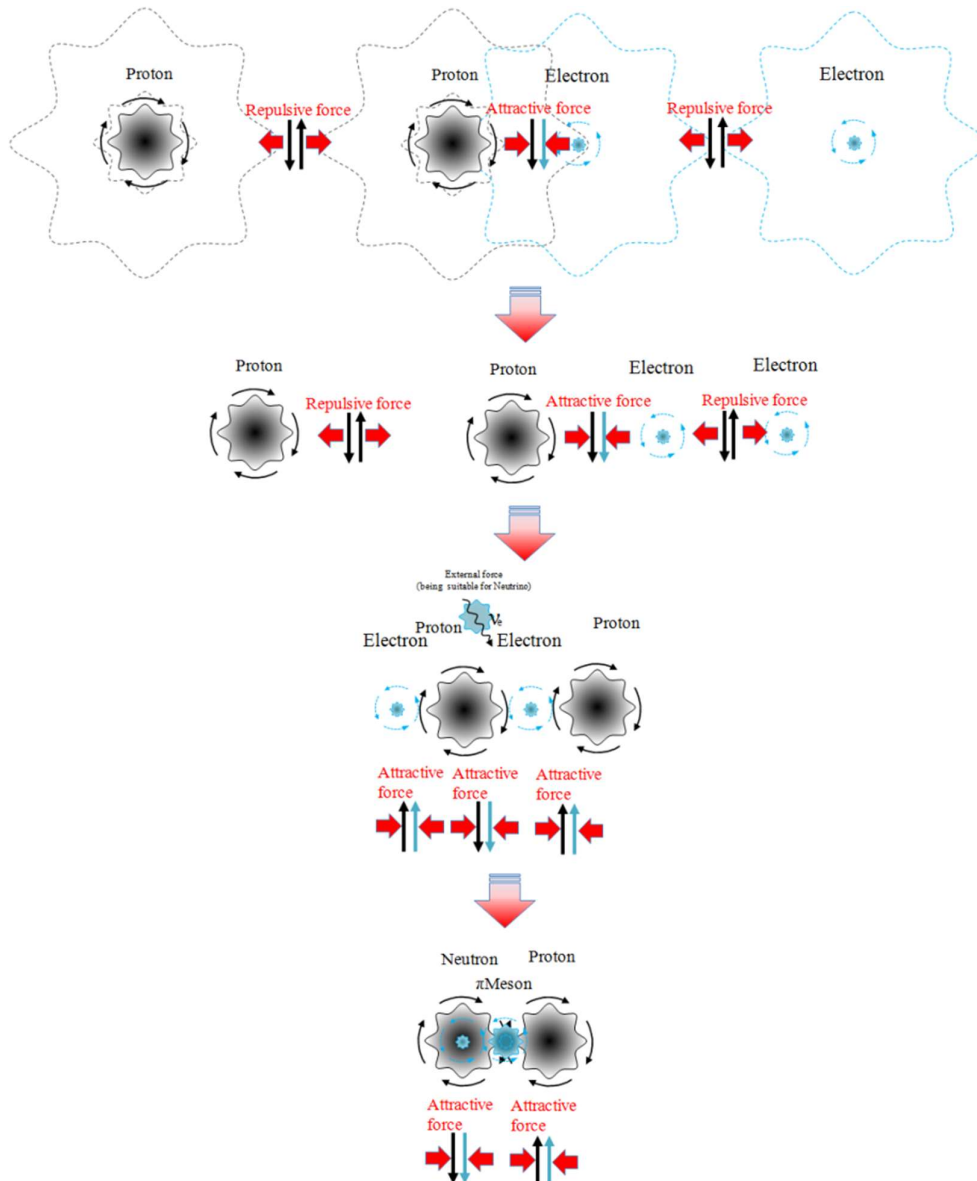 Proton
Proton
Electron
Electron
Repulsive force
Attractive force
Repulsive force
Proton
Proton
Electron
Electron
Repulsive force
Attractive force
Repulsive force
External force
(being suitable for Neutrino)
νe
Proton
Proton
Electron
Electron
Attractive
force
Attractive
force
Attractive
force
Neutron
Proton
πMeson
Attractive
force
Attractive
force